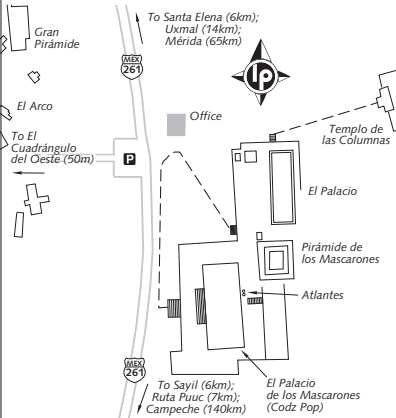 To Santa Elena (6km);
Uxmal (14km);
Mérida (65km)
Gran
Pirámide
MEX
261
lp
El Arco
Office
To El
Cuadrángulo
del Oeste (50m)
P
Templo de
las Columnas
El Palacio
Pirámide de
los Mascarones
Atlantes
MEX
261
To Sayil (6km);
Ruta Puuc (7km);
Campeche (140km)
El Palacio
de los Mascarones
(Codz Pop)